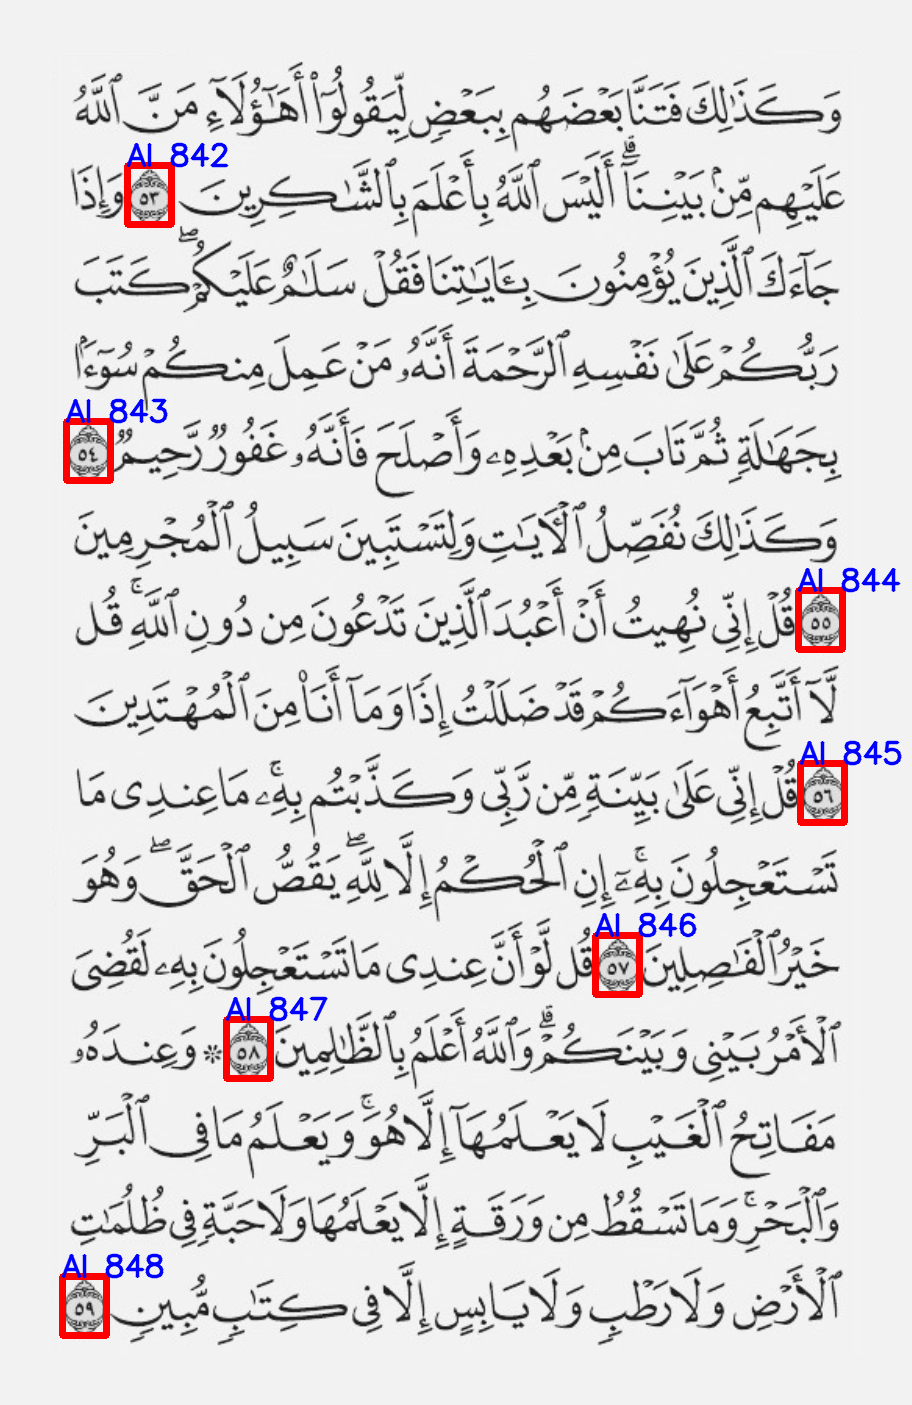 وَكَذَٰلِكَ فَتَنَّا بَعْضَهُم بِبَعْضٍ لِّيَقُولُوٓا۟ أَهَـٰٓؤُلَآءِ مَنَّ ٱللَّهُ
AI 842
عَلَيْهِم مِّنۢ بَيْنِنَآ ۗ أَلَيْسَ ٱللَّهُ بِأَعْلَمَ بِٱلشَّـٰكِرِينَ ٥٣ وَإِذَا
جَآءَكَ ٱلَّذِينَ يُؤْمِنُونَ بِـَٔايَـٰتِنَا فَقُلْ سَلَـٰمٌ عَلَيْكُمْ ۖ كَتَبَ
رَبُّكُمْ عَلَىٰ نَفْسِهِ ٱلرَّحْمَةَ أَنَّهُۥ مَنْ عَمِلَ مِنكُمْ سُوٓءًۢا
AI 843
بِجَهَـٰلَةٍ ثُمَّ تَابَ مِنۢ بَعْدِهِۦ وَأَصْلَحَ فَأَنَّهُۥ غَفُورٌ رَّحِيمٌ ٥٤
وَكَذَٰلِكَ نُفَصِّلُ ٱلْـَٔايَـٰتِ وَلِتَسْتَبِينَ سَبِيلُ ٱلْمُجْرِمِينَ
AI 844
٥٥ قُلْ إِنِّى نُهِيتُ أَنْ أَعْبُدَ ٱلَّذِينَ تَدْعُونَ مِن دُونِ ٱللَّهِ ۚ قُل
لَّآ أَتَّبِعُ أَهْوَآءَكُمْ قَدْ ضَلَلْتُ إِذًا وَمَآ أَنَا۠ مِنَ ٱلْمُهْتَدِينَ
AI 845
٥٦ قُلْ إِنِّى عَلَىٰ بَيِّنَةٍ مِّن رَّبِّى وَكَذَّبْتُم بِهِۦ ۚ مَا عِندِى مَا
تَسْتَعْجِلُونَ بِهِۦٓ ۚ إِنِ ٱلْحُكْمُ إِلَّا لِلَّهِ ۖ يَقُصُّ ٱلْحَقَّ ۖ وَهُوَ
AI 846
خَيْرُ ٱلْفَـٰصِلِينَ ٥٧ قُل لَّوْ أَنَّ عِندِى مَا تَسْتَعْجِلُونَ بِهِۦ لَقُضِىَ
AI 847
ٱلْأَمْرُ بَيْنِى وَبَيْنَكُمْ ۗ وَٱللَّهُ أَعْلَمُ بِٱلظَّـٰلِمِينَ ٥٨ ۞ وَعِندَهُۥ
مَفَاتِحُ ٱلْغَيْبِ لَا يَعْلَمُهَآ إِلَّا هُوَ ۚ وَيَعْلَمُ مَا فِى ٱلْبَرِّ
وَٱلْبَحْرِ ۚ وَمَا تَسْقُطُ مِن وَرَقَةٍ إِلَّا يَعْلَمُهَا وَلَا حَبَّةٍ فِى ظُلُمَـٰتِ
AI 848
ٱلْأَرْضِ وَلَا رَطْبٍ وَلَا يَابِسٍ إِلَّا فِى كِتَـٰبٍ مُّبِينٍ ٥٩